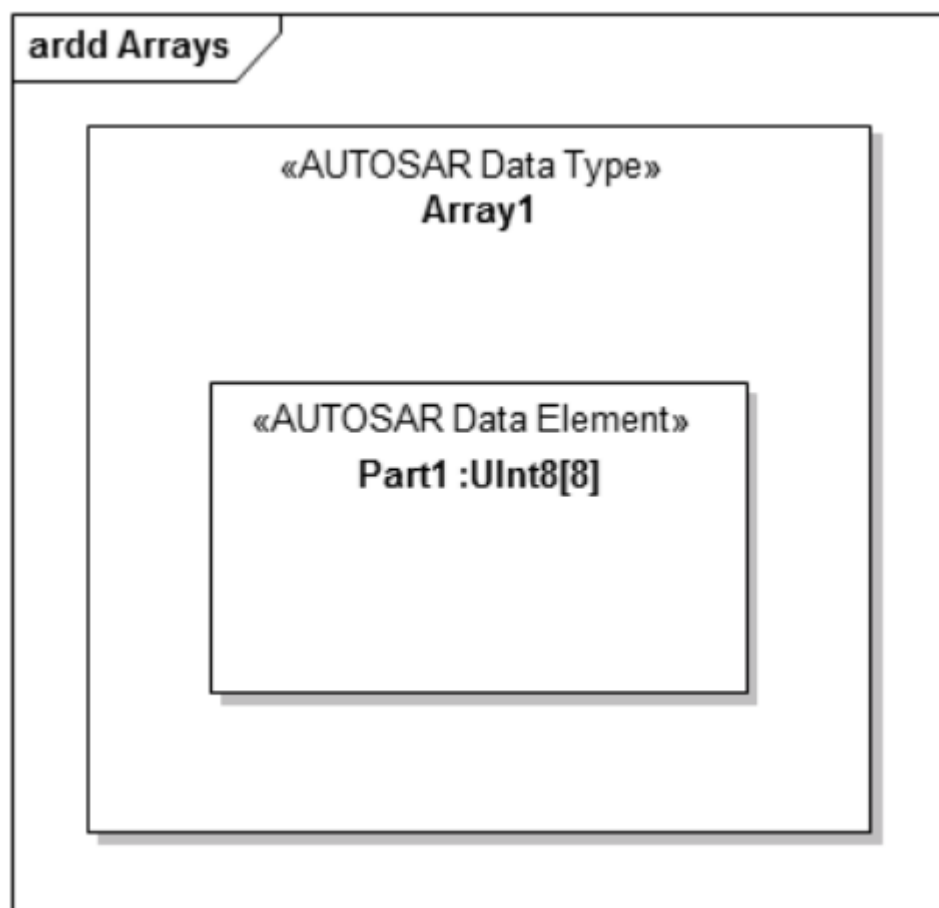 ardd Arrays
«AUTOSAR Data Type»
Array1
«AUTOSAR Data Element»
Part1 :UInt8[8]